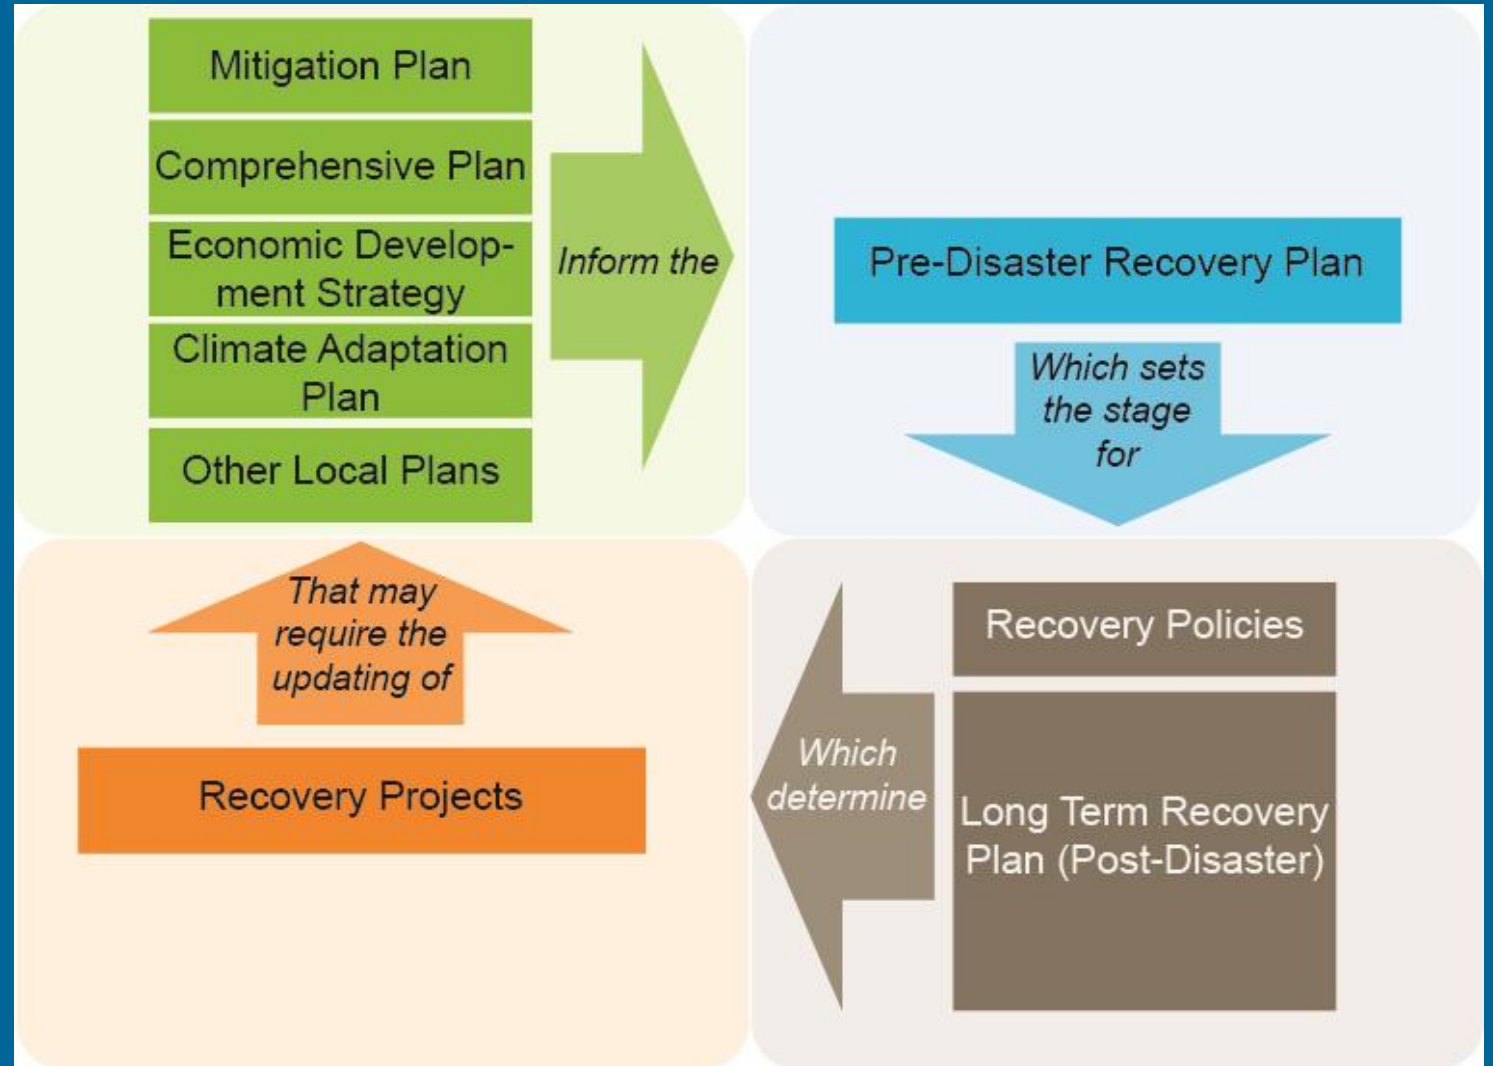 Mitigation Plan
Comprehensive Plan
Economic Develop-
ment Strategy
Climate Adaptation
Plan
Other Local Plans
Inform the
Pre-Disaster Recovery Plan
Which sets
the stage
for
Recovery Policies
Long Term Recovery
Plan (Post-Disaster)
Which
determine
Recovery Projects
That may
require the
updating of